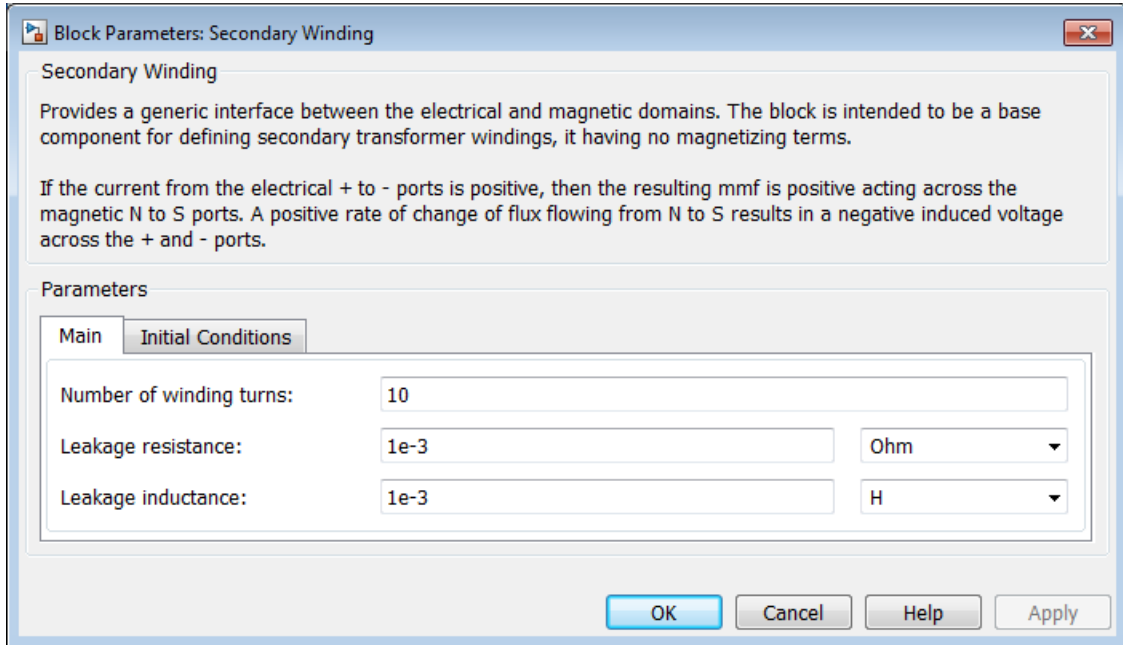 Block Parameters: Secondary Winding
Secondary Winding
Provides a generic interface between the electrical and magnetic domains. The block is intended to be a base
component for defining secondary transformer windings, it having no magnetizing terms.
If the current from the electrical + to - ports is positive, then the resulting mmf is positive acting across the
magnetic N to S ports. A positive rate of change of flux flowing from N to S results in a negative induced voltage
across the + and - ports.
Parameters
Main Initial Conditions
Number of winding turns: 10
Leakage resistance: 1e-3 Ohm
Leakage inductance: 1e-3 H
OK Cancel Help Apply